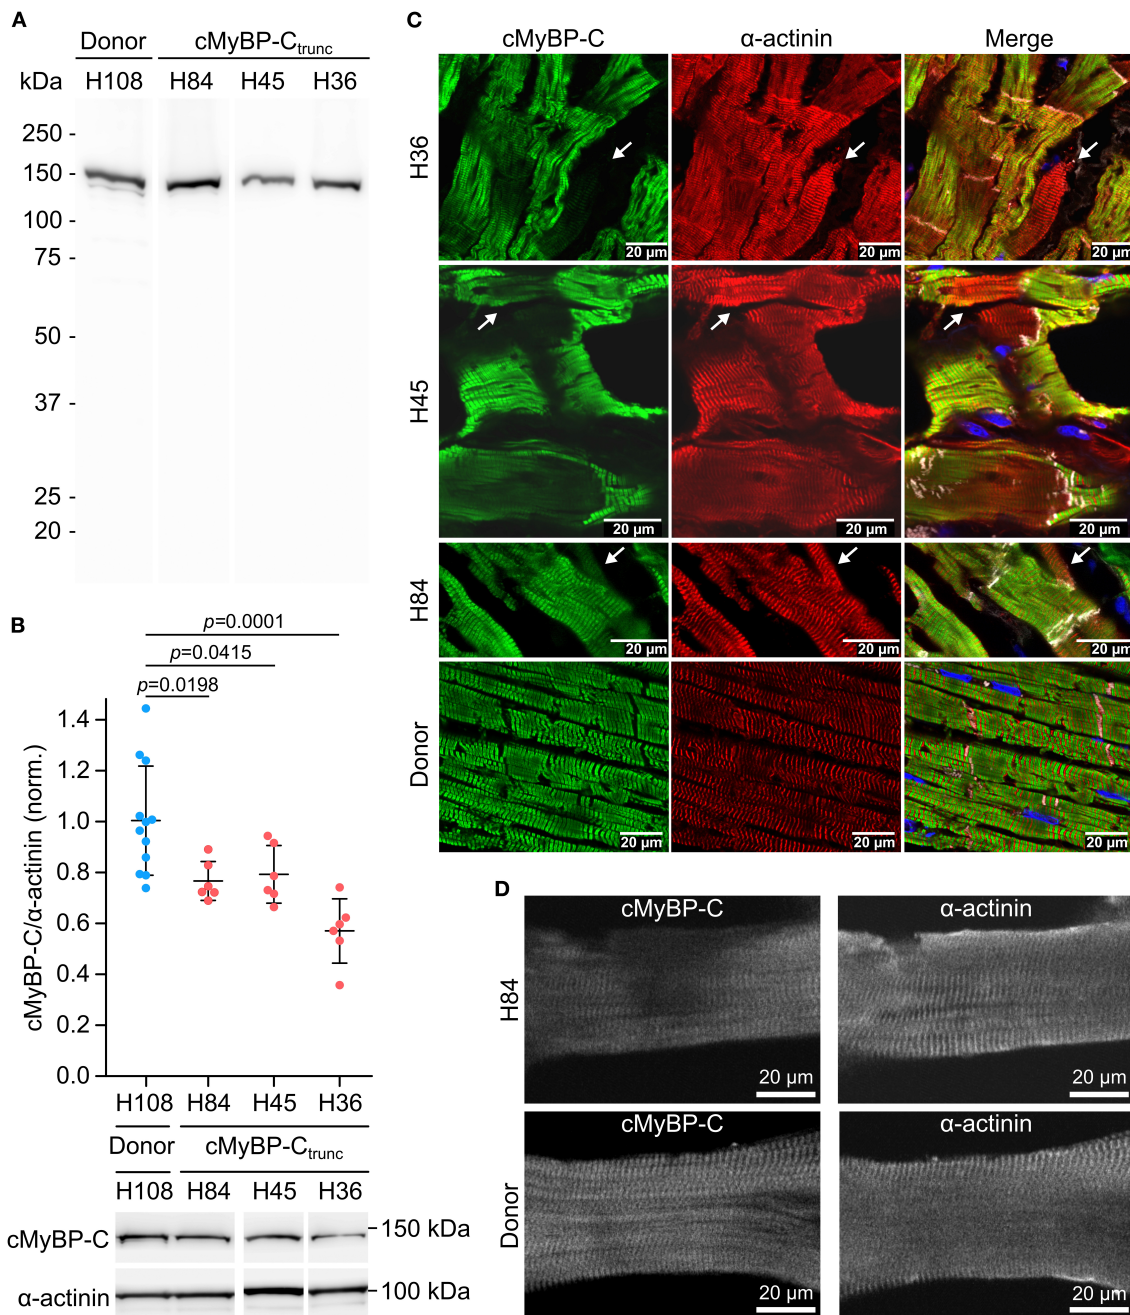 A
Donor cMyBP-Ctrunc
kDa H108 H84 H45 H36
250 -
150 -
100 -
75 -
50 -
37 -
25 -
20 -
B
p=0.0001
p=0.0415
p=0.0198
cMyBP-C/α-actinin (norm.)
1.4
1.2
1.0
0.8
0.6
0.4
0.2
0.0
H108 H84 H45 H36
Donor cMyBP-Ctrunc
H108 H84 H45 H36
cMyBP-C 150 kDa
α-actinin 100 kDa
C
cMyBP-C α-actinin Merge
H36
20 µm 20 µm 20 µm
H45
20 µm 20 µm 20 µm
H84
20 µm 20 µm 20 µm
Donor
20 µm 20 µm 20 µm
D
cMyBP-C α-actinin
H84
20 µm 20 µm
cMyBP-C α-actinin
Donor
20 µm 20 µm